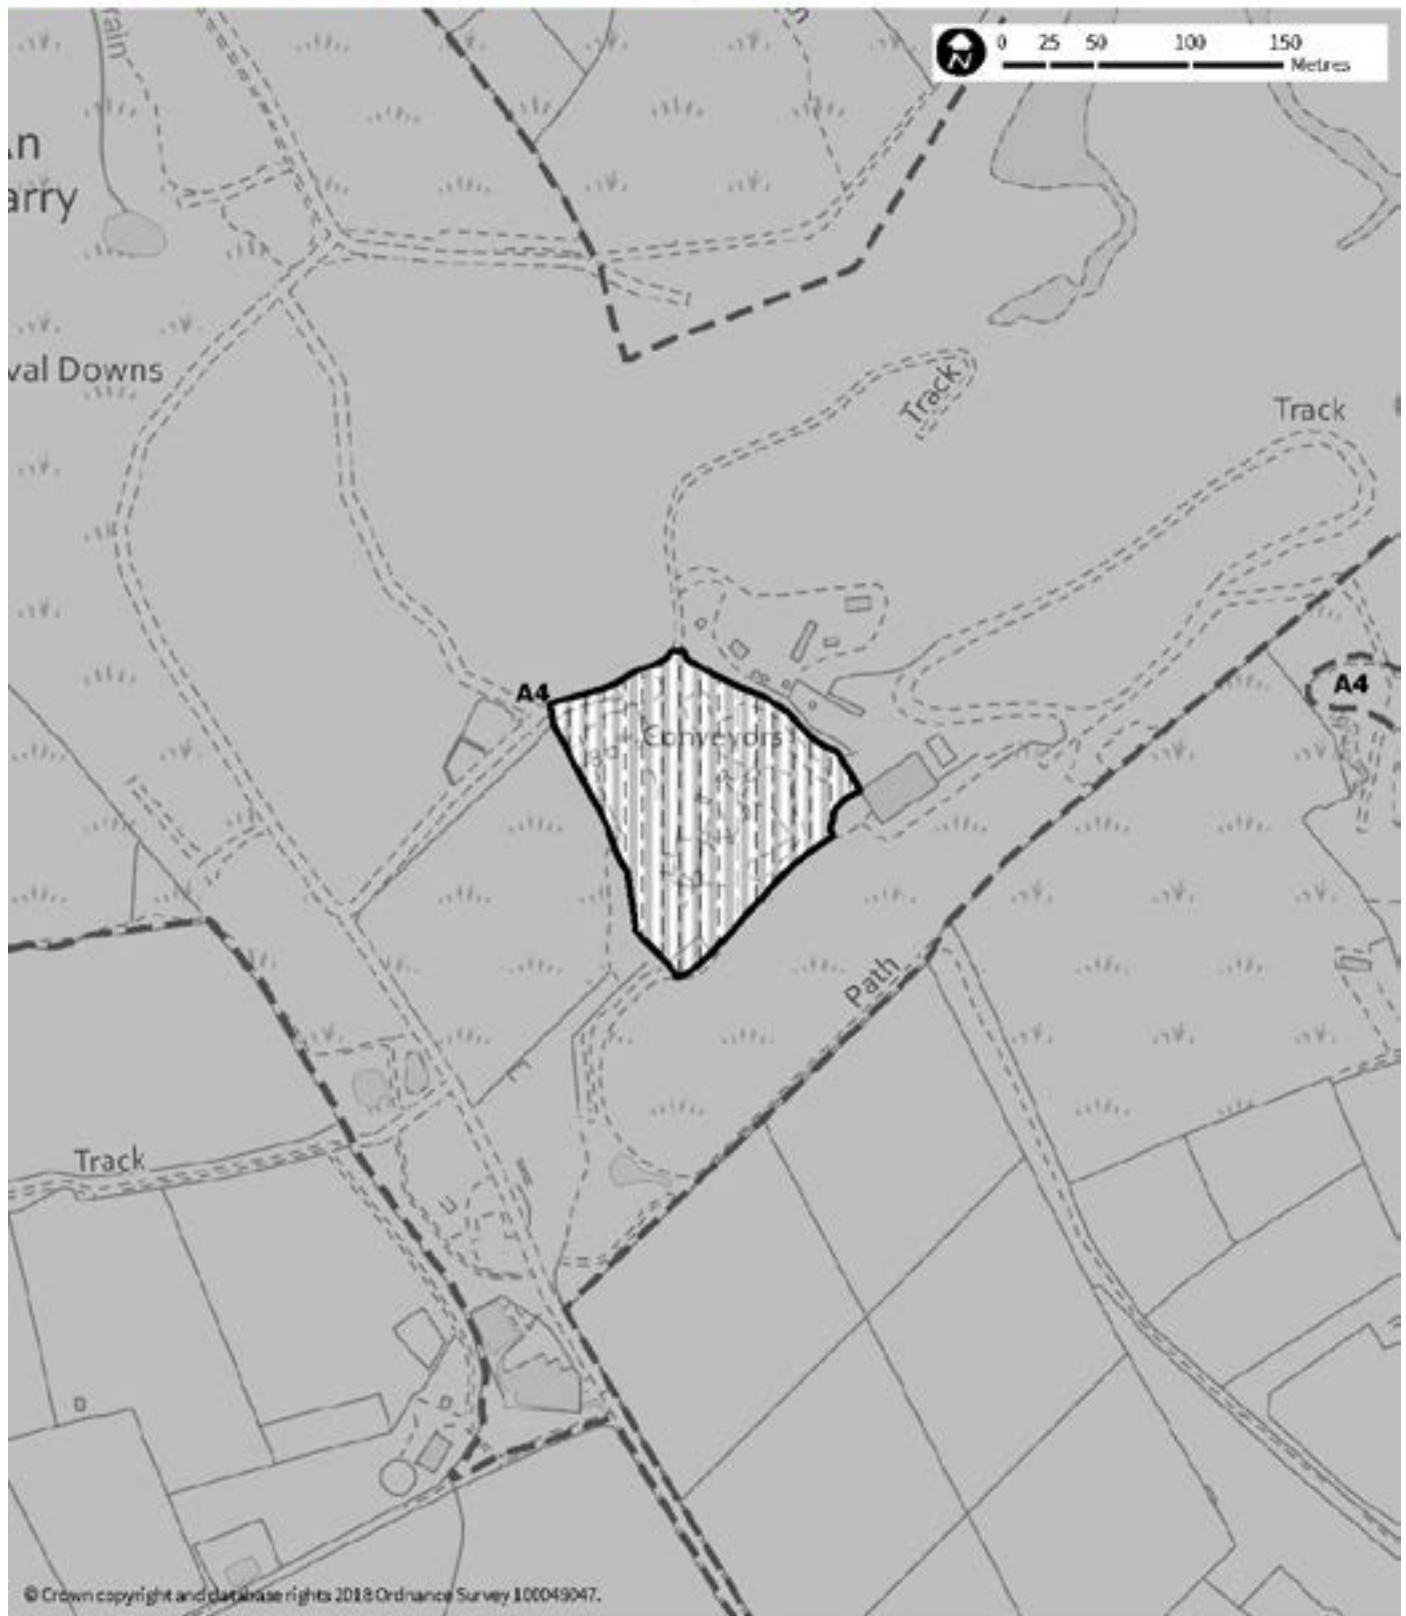 0 25 50 100 150
Metres
N
rain
n
arry
val Downs
Track
Track
A4
A4
Conveyors
Path
Track
© Crown copyright and database rights 2018 Ordnance Survey 100049047.